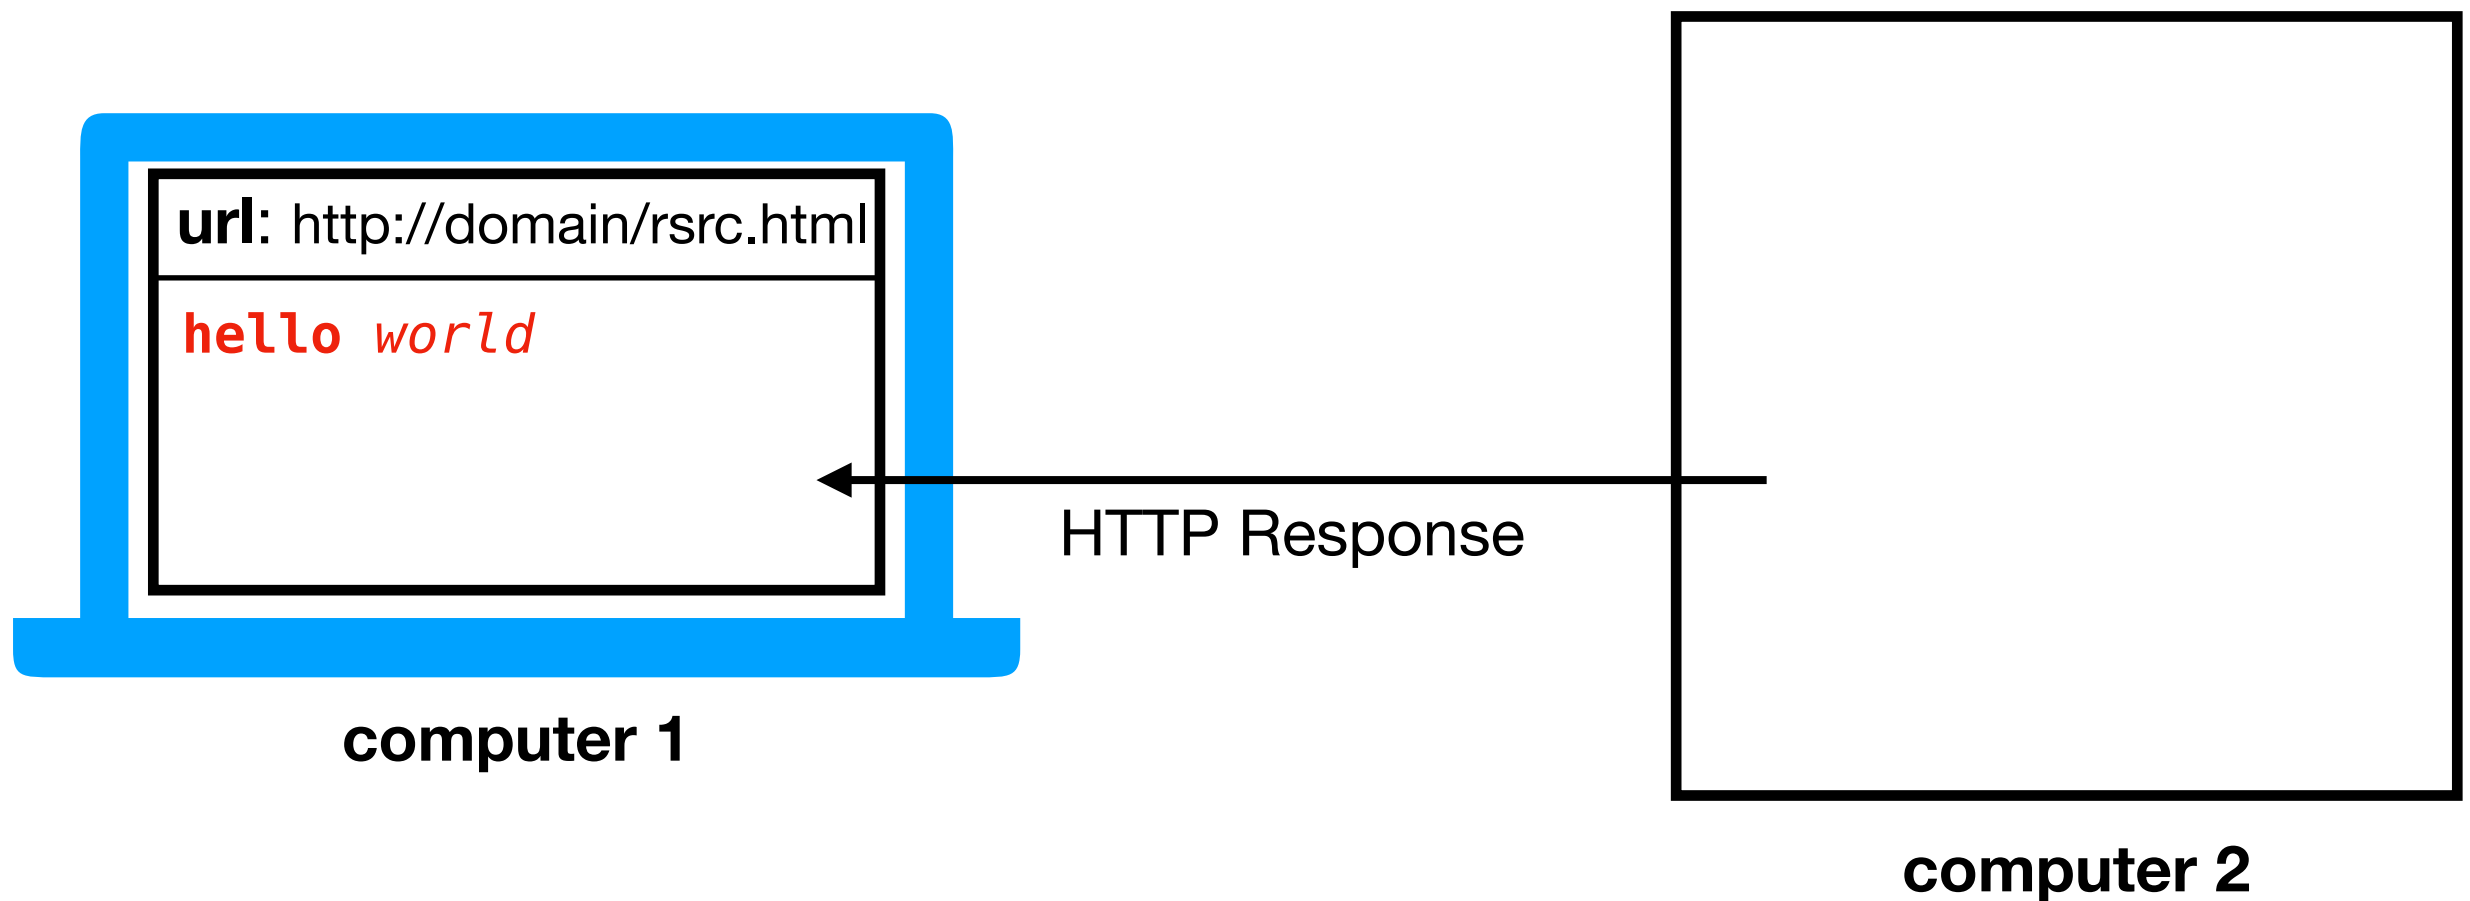 url: http://domain/rsrc.html
hello world
HTTP Response
computer 1
computer 2